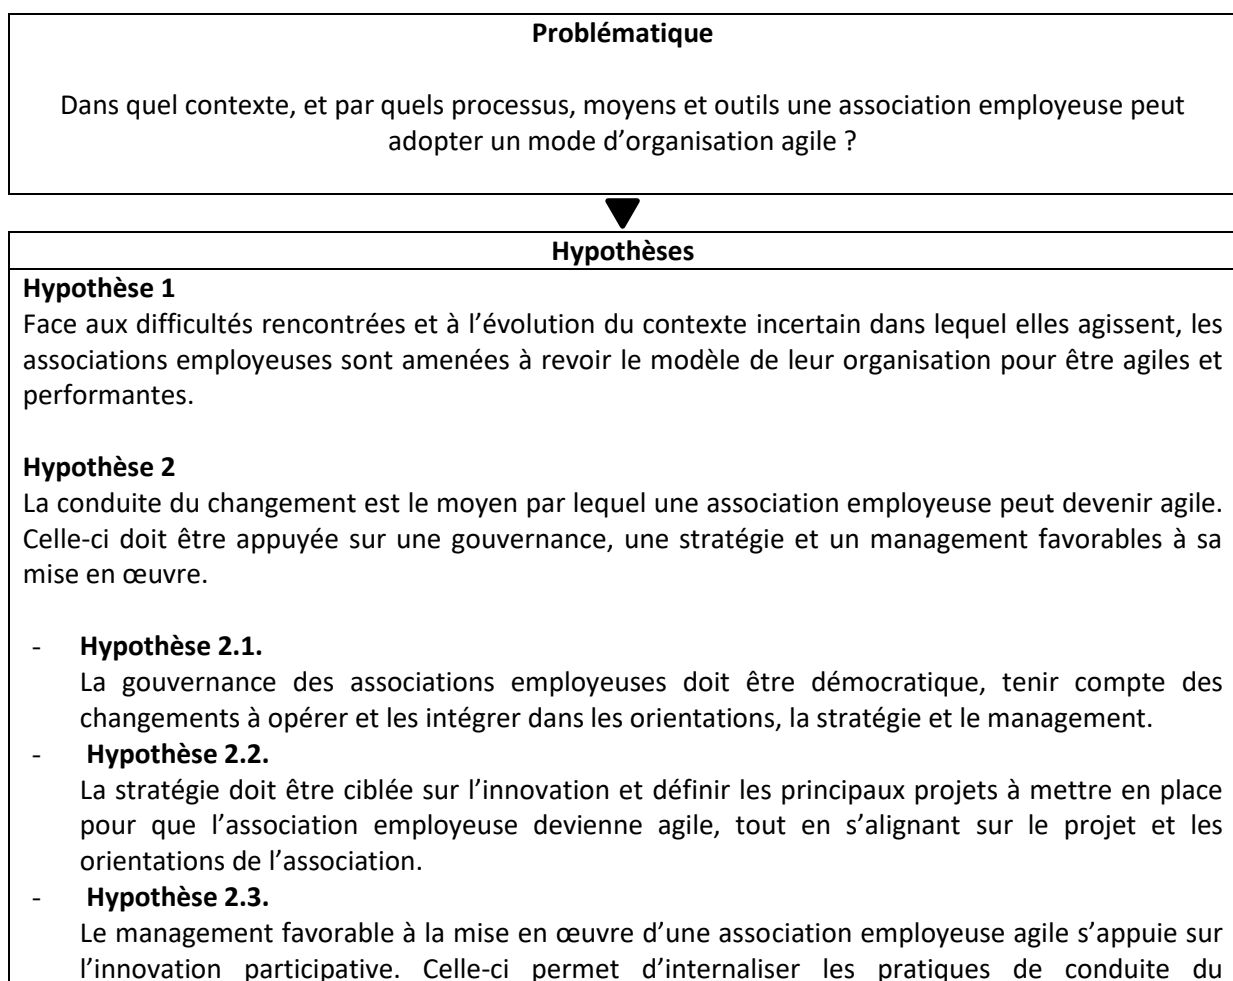 Problématique
Dans quel contexte, et par quels processus, moyens et outils une association employeuse peut
adopter un mode d’organisation agile ?
Hypothèses
Hypothèse 1
Face aux difficultés rencontrées et à l’évolution du contexte incertain dans lequel elles agissent, les
associations employeuses sont amenées à revoir le modèle de leur organisation pour être agiles et
performantes.
Hypothèse 2
La conduite du changement est le moyen par lequel une association employeuse peut devenir agile.
Celle-ci doit être appuyée sur une gouvernance, une stratégie et un management favorables à sa
mise en œuvre.
- Hypothèse 2.1.
La gouvernance des associations employeuses doit être démocratique, tenir compte des
changements à opérer et les intégrer dans les orientations, la stratégie et le management.
- Hypothèse 2.2.
La stratégie doit être ciblée sur l’innovation et définir les principaux projets à mettre en place
pour que l’association employeuse devienne agile, tout en s’alignant sur le projet et les
orientations de l’association.
- Hypothèse 2.3.
Le management favorable à la mise en œuvre d’une association employeuse agile s’appuie sur
l’innovation participative. Celle-ci permet d’internaliser les pratiques de conduite du